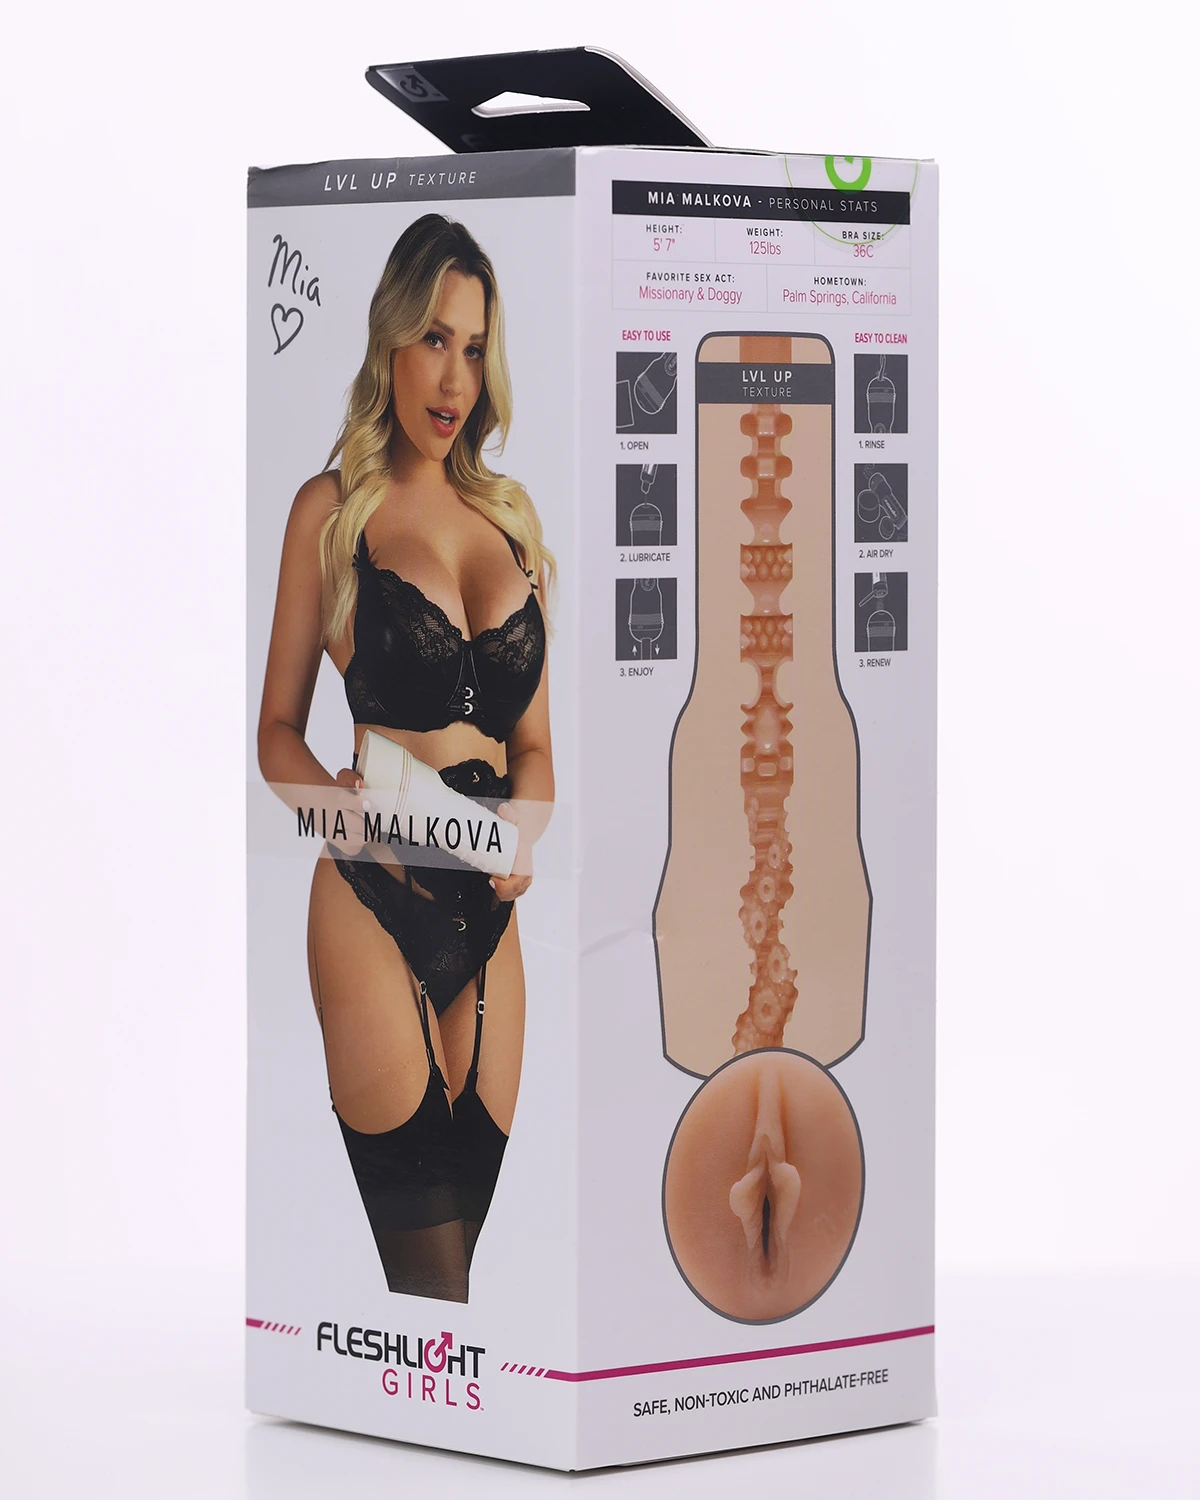 LVL UP TEXTURE
Mia
MIA MALKOVA
FLESHLIGHT
GIRLS
MIA MALKOVA - PERSONAL STATS
HEIGHT:
5' 7"
WEIGHT:
125lbs
BRA SIZE:
36C
FAVORITE SEX ACT:
Missionary & Doggy
HOMETOWN:
Palm Springs, California
EASY TO USE
1. OPEN
2. LUBRICATE
3. ENJOY
LVL UP
TEXTURE
EASY TO CLEAN
1. RINSE
2. AIR DRY
3. RENEW
SAFE, NON-TOXIC AND PHTHALATE-FREE